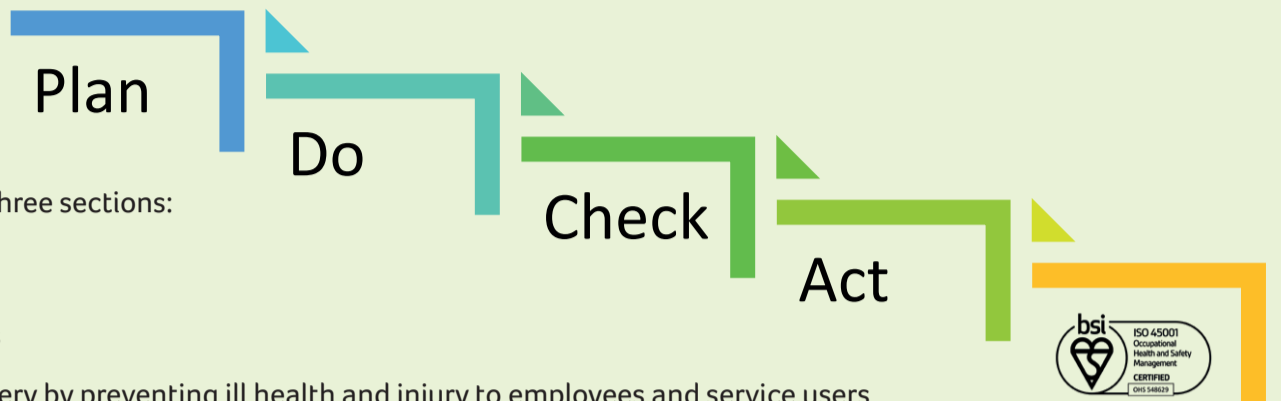 Plan
Do
Check
hree sections:
Act
bsi
ISO 45001
Occupational
Health and Safety
Management
CERTIFIED
OHS 548629
ery by preventing ill health and injury to employees and service users